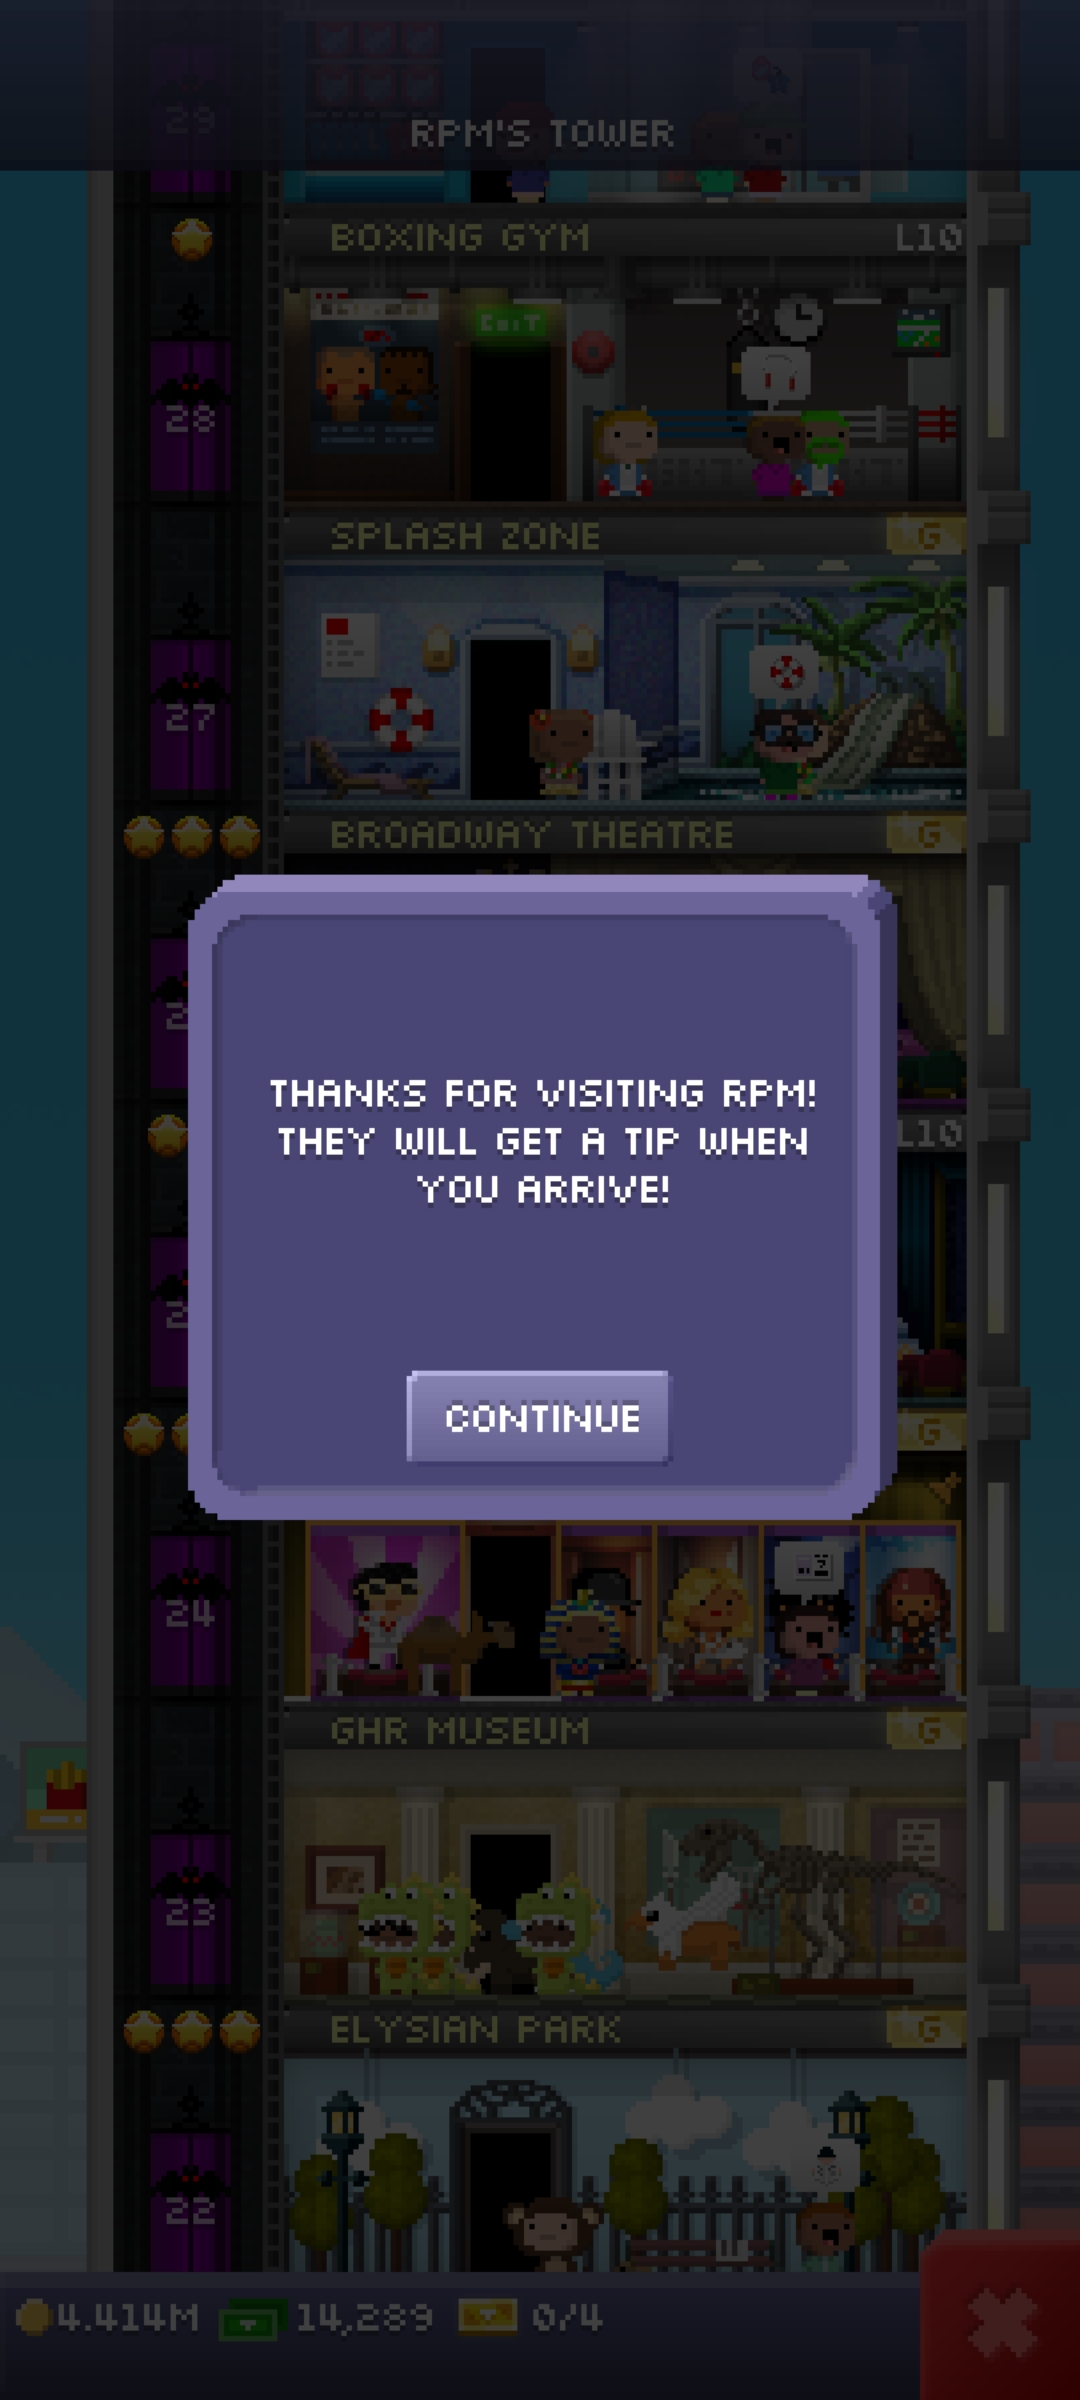 29
RPM'S TOWER
BOXING GYM L10
EXIT
28
SPLASH ZONE G
27
BROADWAY THEATRE G
THANKS FOR VISITING RPM!
THEY WILL GET A TIP WHEN
YOU ARRIVE!
L10
CONTINUE
G
24
GHR MUSEUM G
23
ELYSIAN PARK G
22
4.414M 14,289 0/4